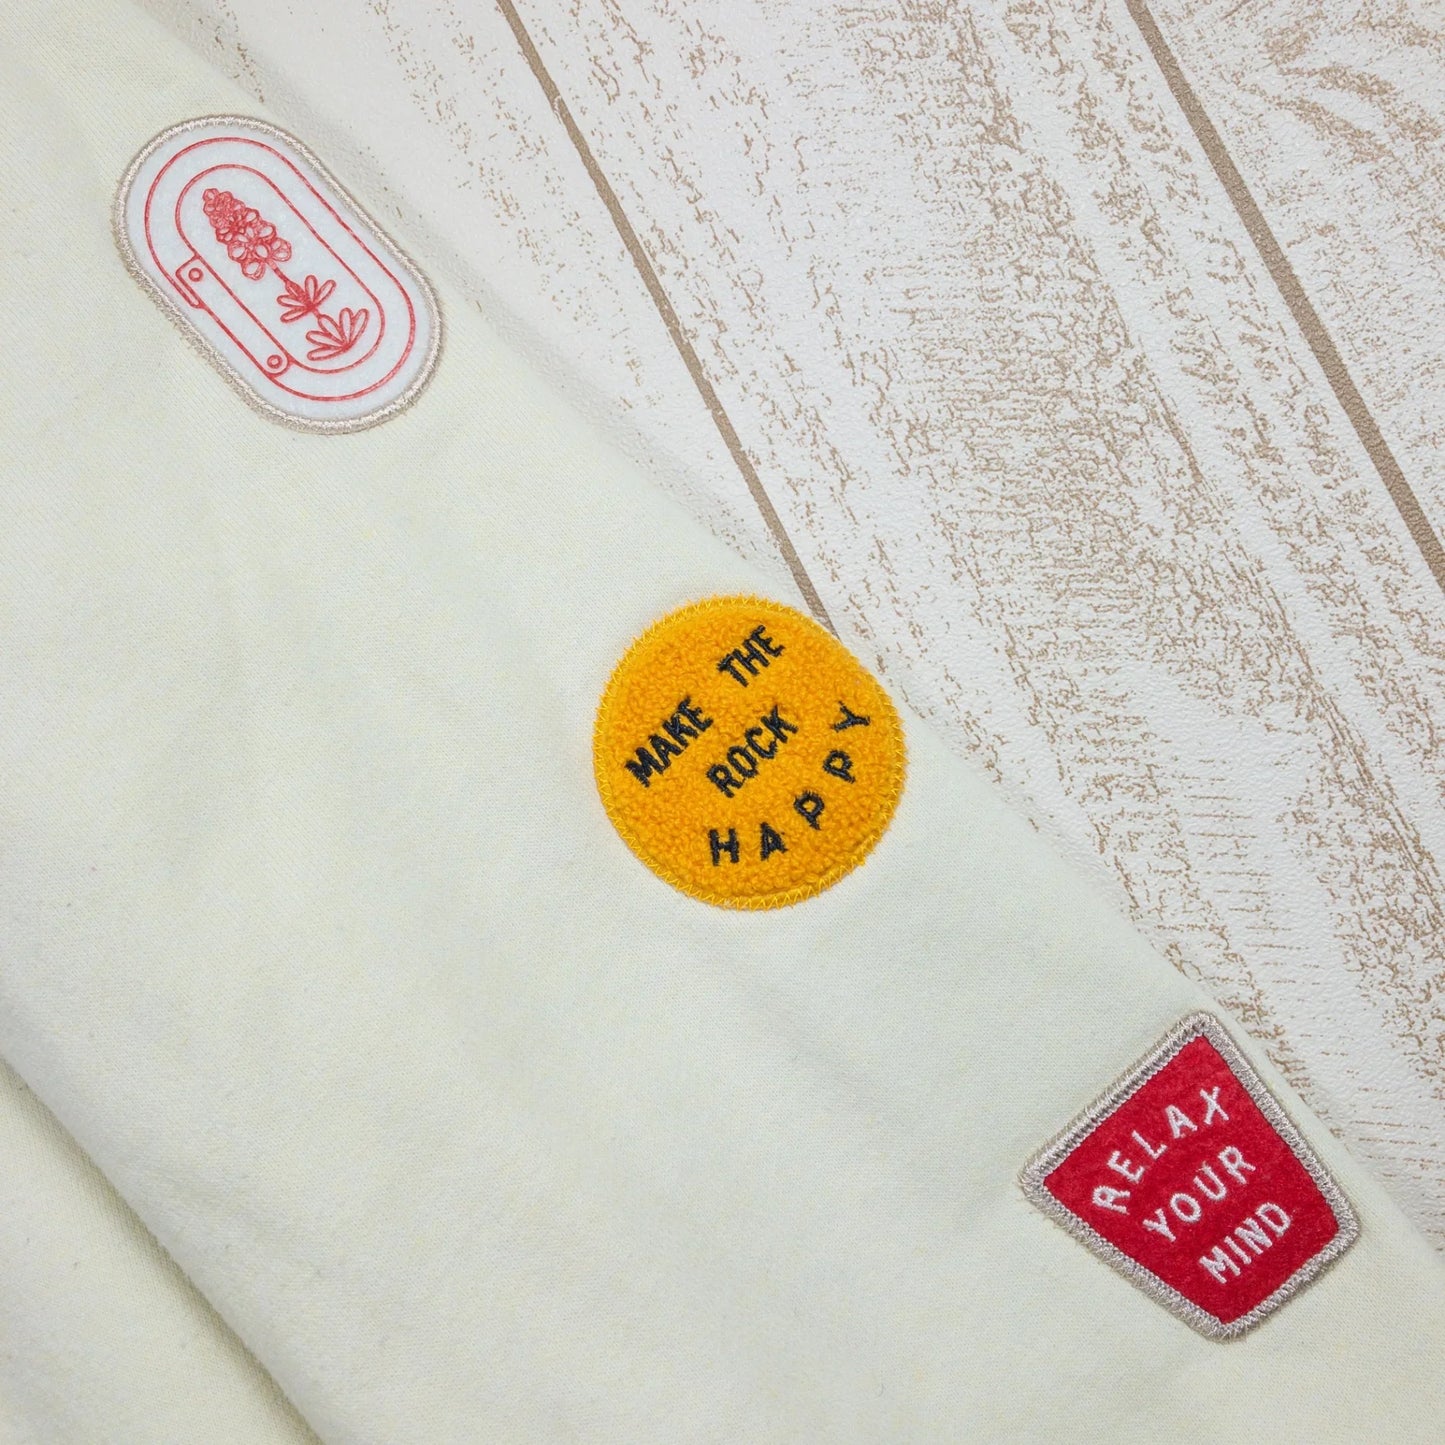 MAKE THE
ROCK
HAPPY
RELAX
YOUR
MIND